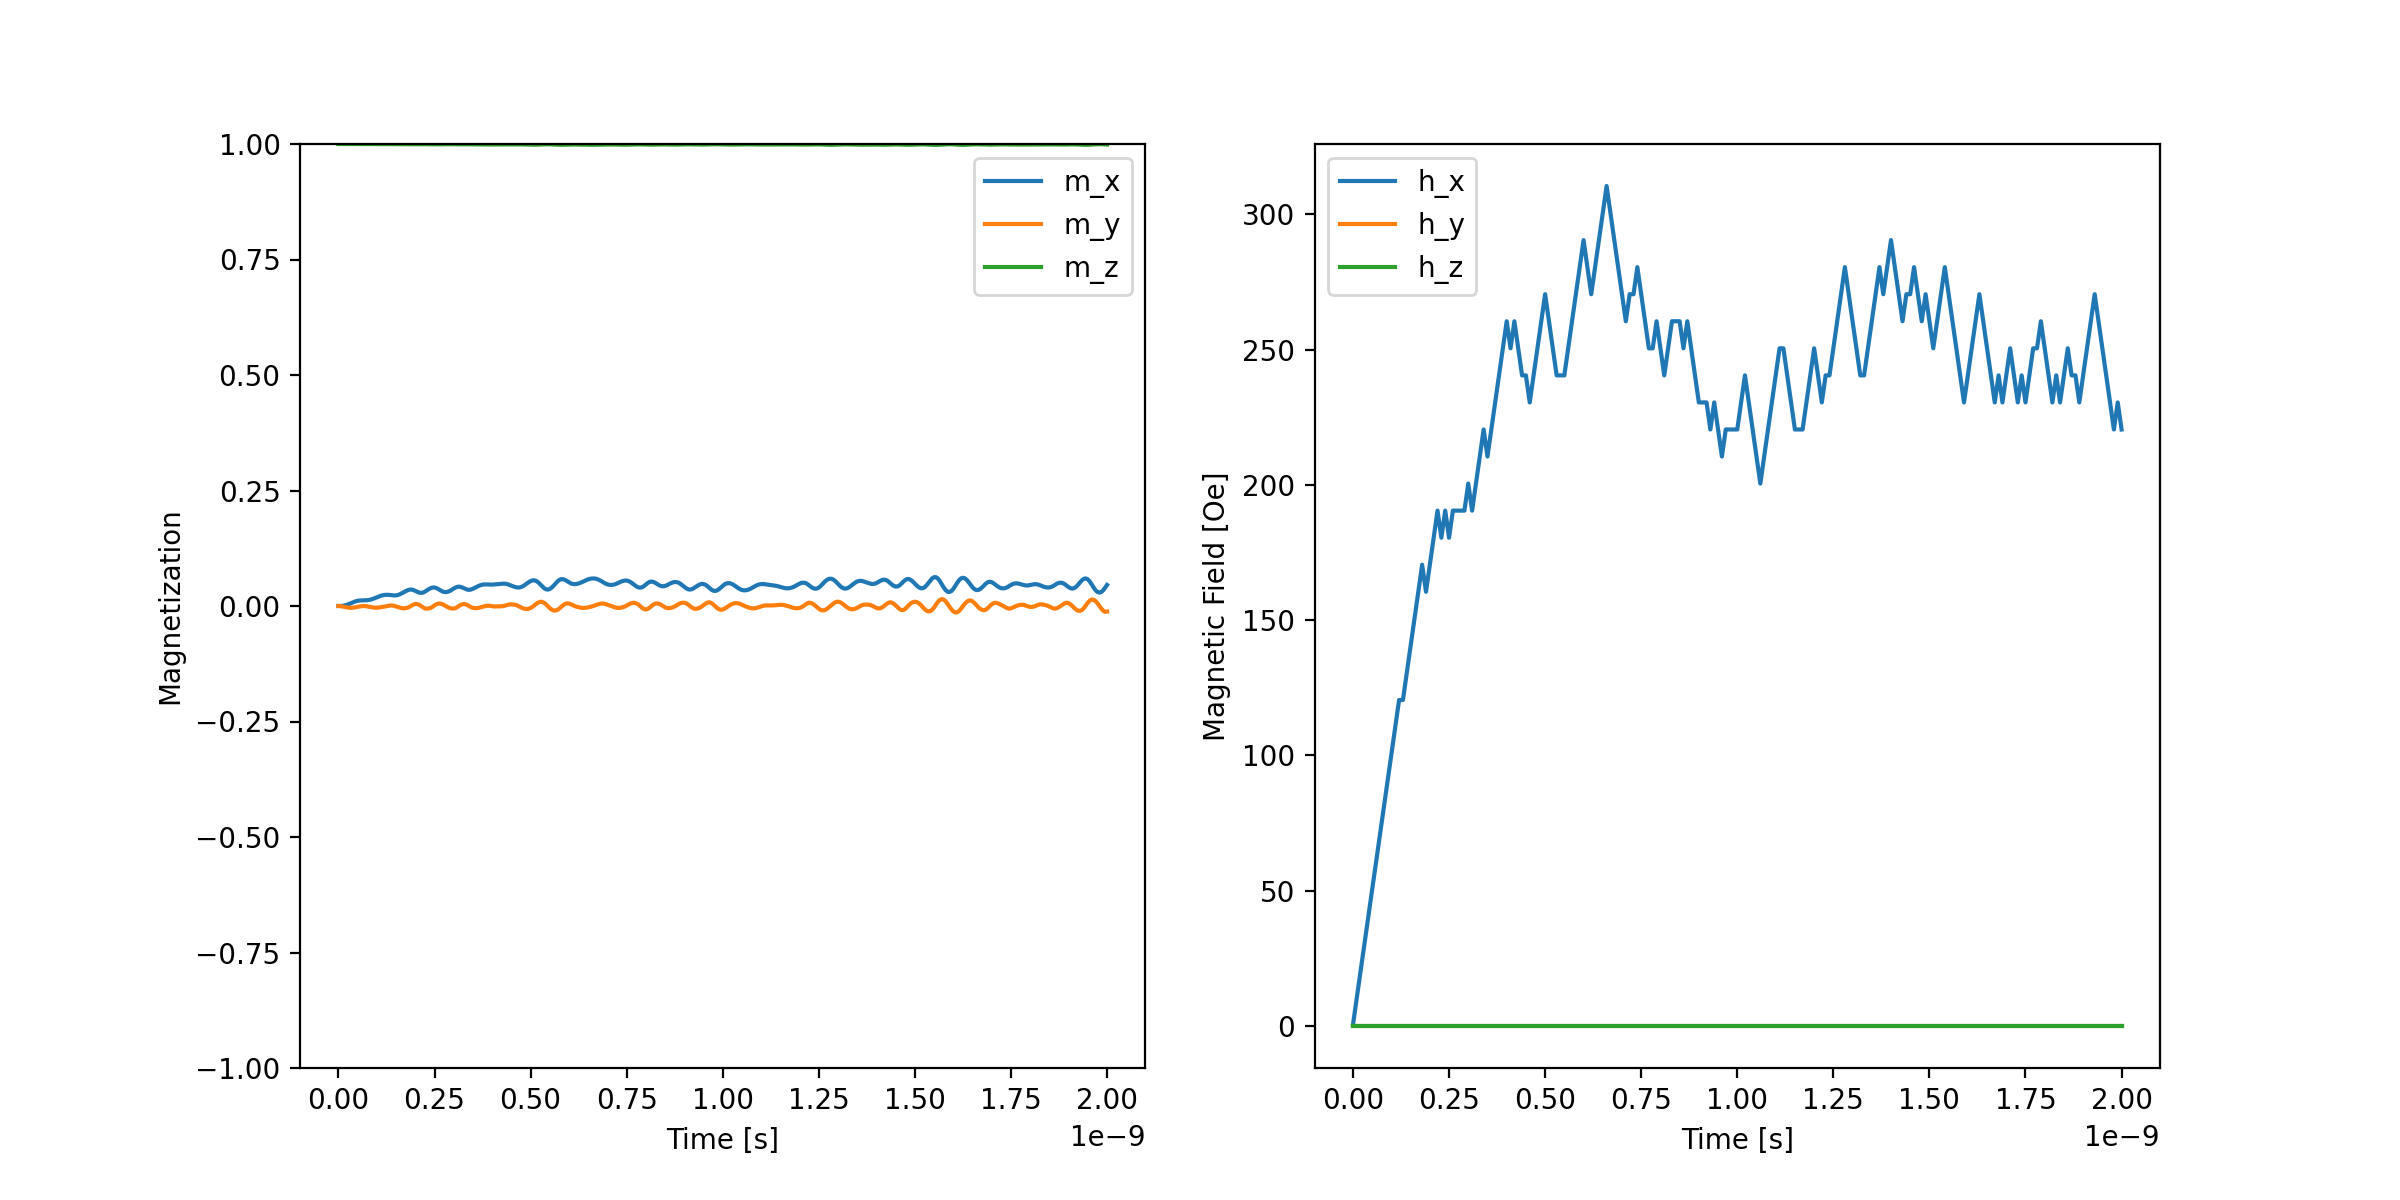 1.00
0.75
0.50
0.25
0.00
−0.25
−0.50
−0.75
−1.00
Magnetization
m_x
m_y
m_z
0.00 0.25 0.50 0.75 1.00 1.25 1.50 1.75 2.00
Time [s]
1e−9
300
250
200
150
100
50
0
Magnetic Field [Oe]
h_x
h_y
h_z
0.00 0.25 0.50 0.75 1.00 1.25 1.50 1.75 2.00
Time [s]
1e−9